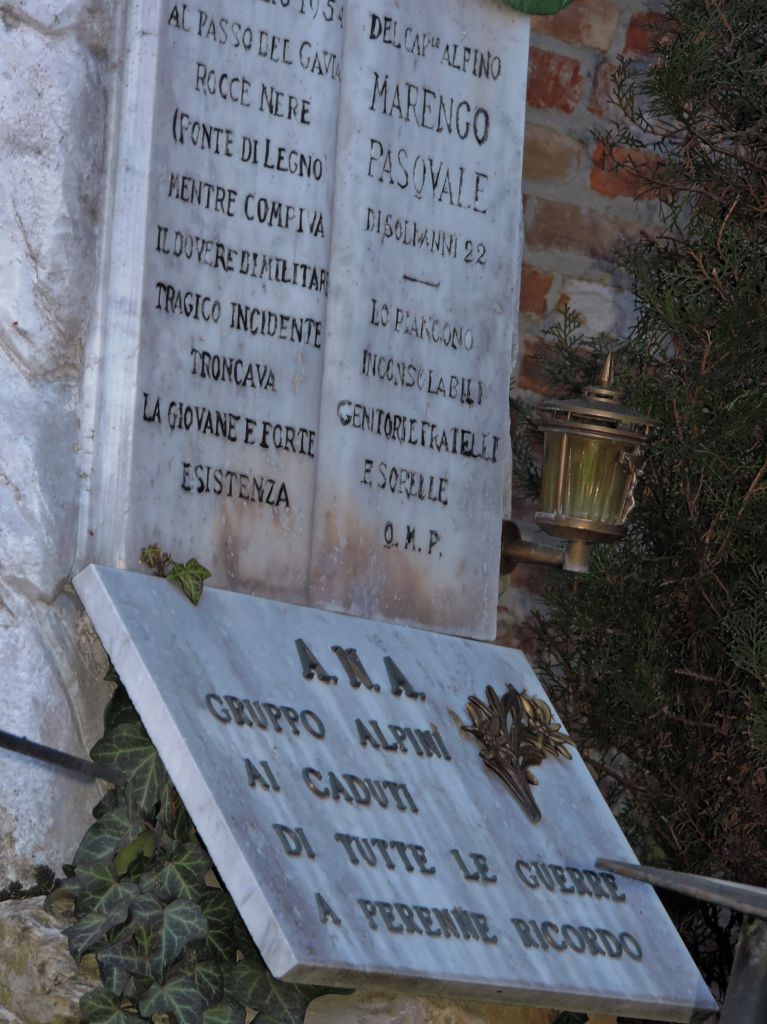 1954
AL PASSO DEL GAVIA
ROCCE NERE
(PONTE DI LEGNO
MENTRE COMPIVA
IL DOVERE DI MILITARE
TRAGICO INCIDENTE
TRONCAVA
LA GIOVANE E FORTE
ESISTENZA
DEL CAP.LE ALPINO
MARENGO
PASQVALE
DI SOLI ANNI 22
LO PIANGONO
INCONSOLABILI
GENITORI E FRATELLI
E SORELLE
Q.M.P.
A.N.A.
GRUPPO ALPINI
AI CADUTI
DI TUTTE LE GUERRE
A PERENNE RICORDO